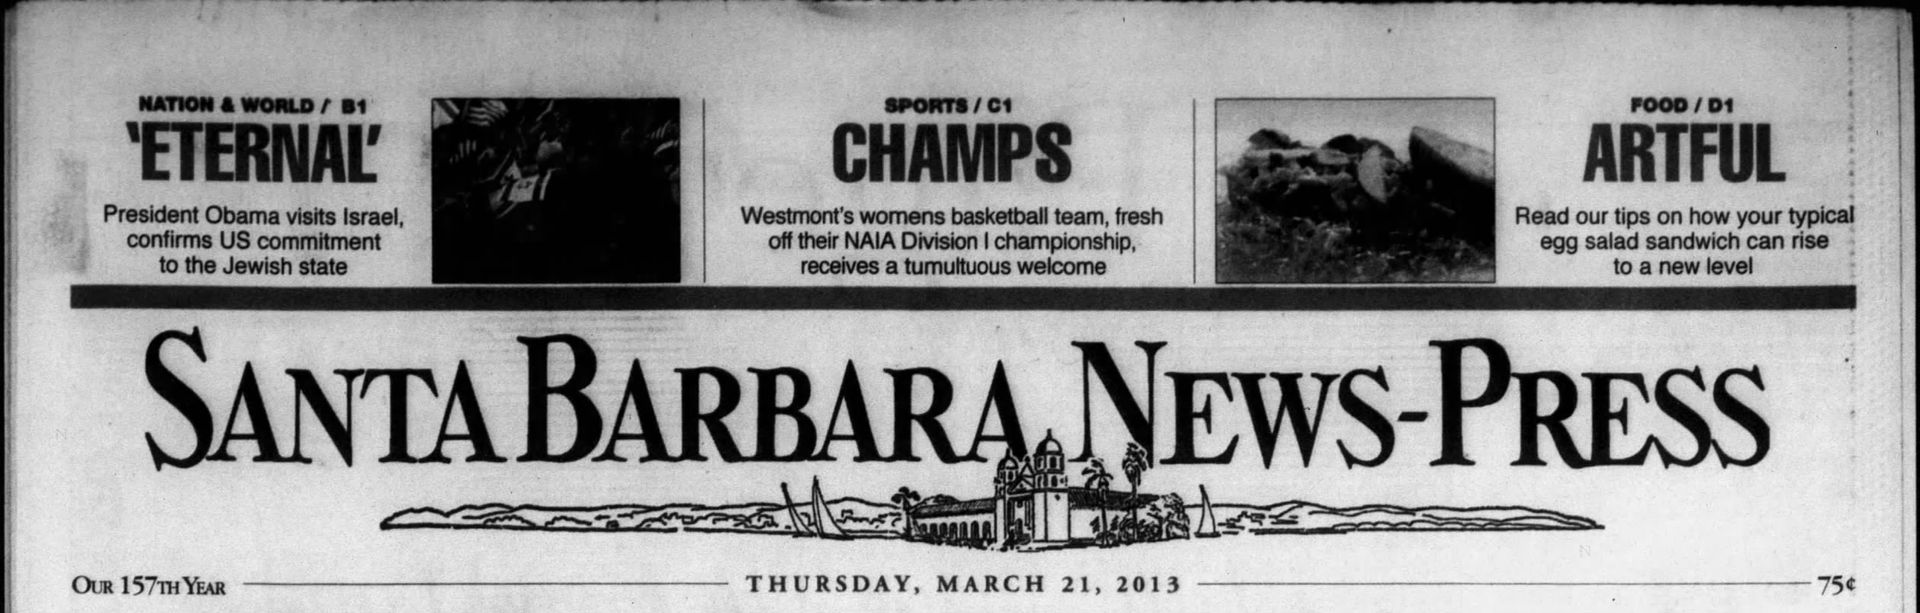 NATION & WORLD / B1
'ETERNAL'
President Obama visits Israel,
confirms US commitment
to the Jewish state
SPORTS / C1
CHAMPS
Westmont's womens basketball team, fresh
off their NAIA Division I championship,
receives a tumultuous welcome
FOOD / D1
ARTFUL
Read our tips on how your typical
egg salad sandwich can rise
to a new level
SANTA BARBARA NEWS-PRESS
OUR 157TH YEAR
THURSDAY, MARCH 21, 2013
75¢